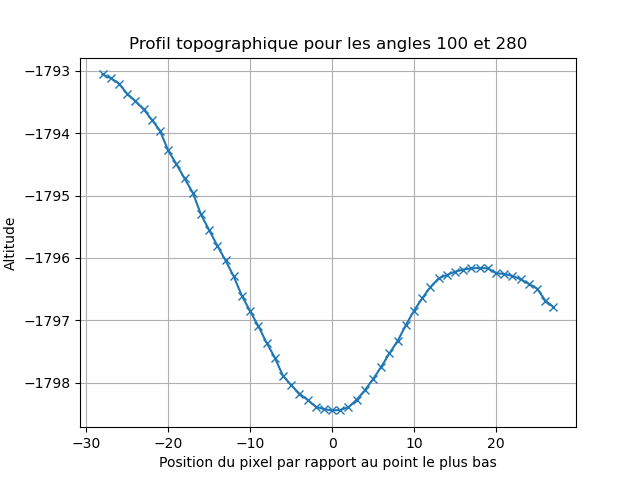 Profil topographique pour les angles 100 et 280
−1793
−1794
−1795
−1796
−1797
−1798
Altitude
−30 −20 −10 0 10 20
Position du pixel par rapport au point le plus bas